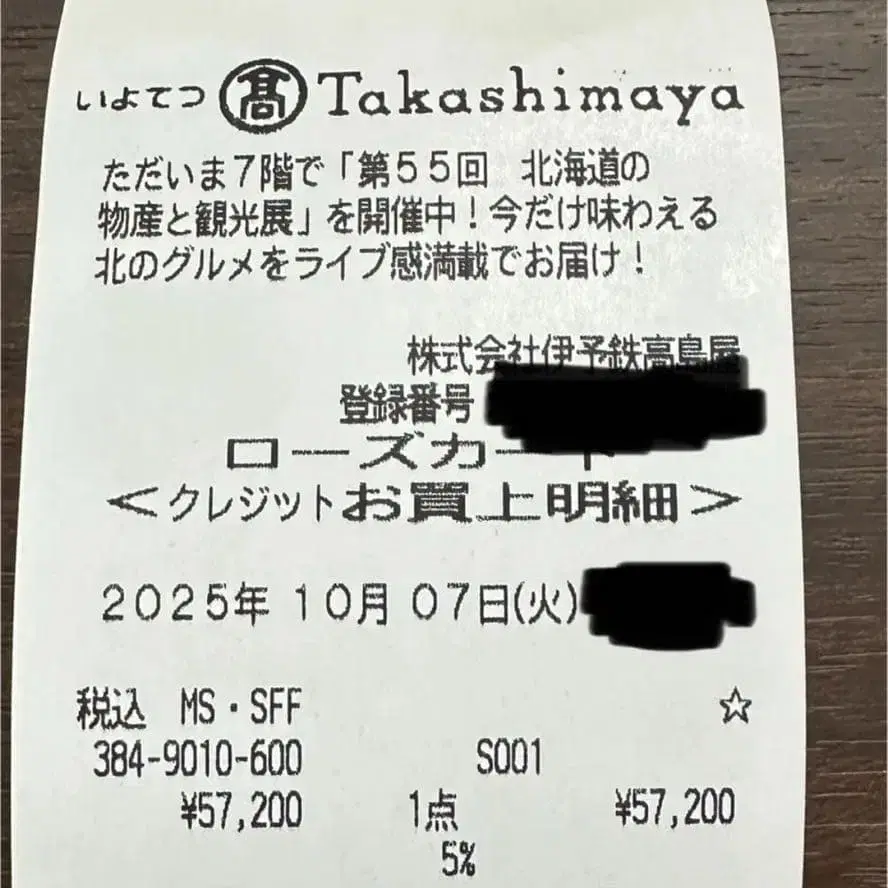 いよてつ 髙 Takashimaya
ただいま7階で「第55回 北海道の
物産と観光展」を開催中！今だけ味わえる
北のグルメをライブ感満載でお届け！
株式会社伊予鉄高島屋
登録番号
ローズカード
＜クレジットお買上明細＞
2025年 10月 07日(火)
税込 MS・SFF ☆
384-9010-600 S001
¥57,200 1点 ¥57,200
5%